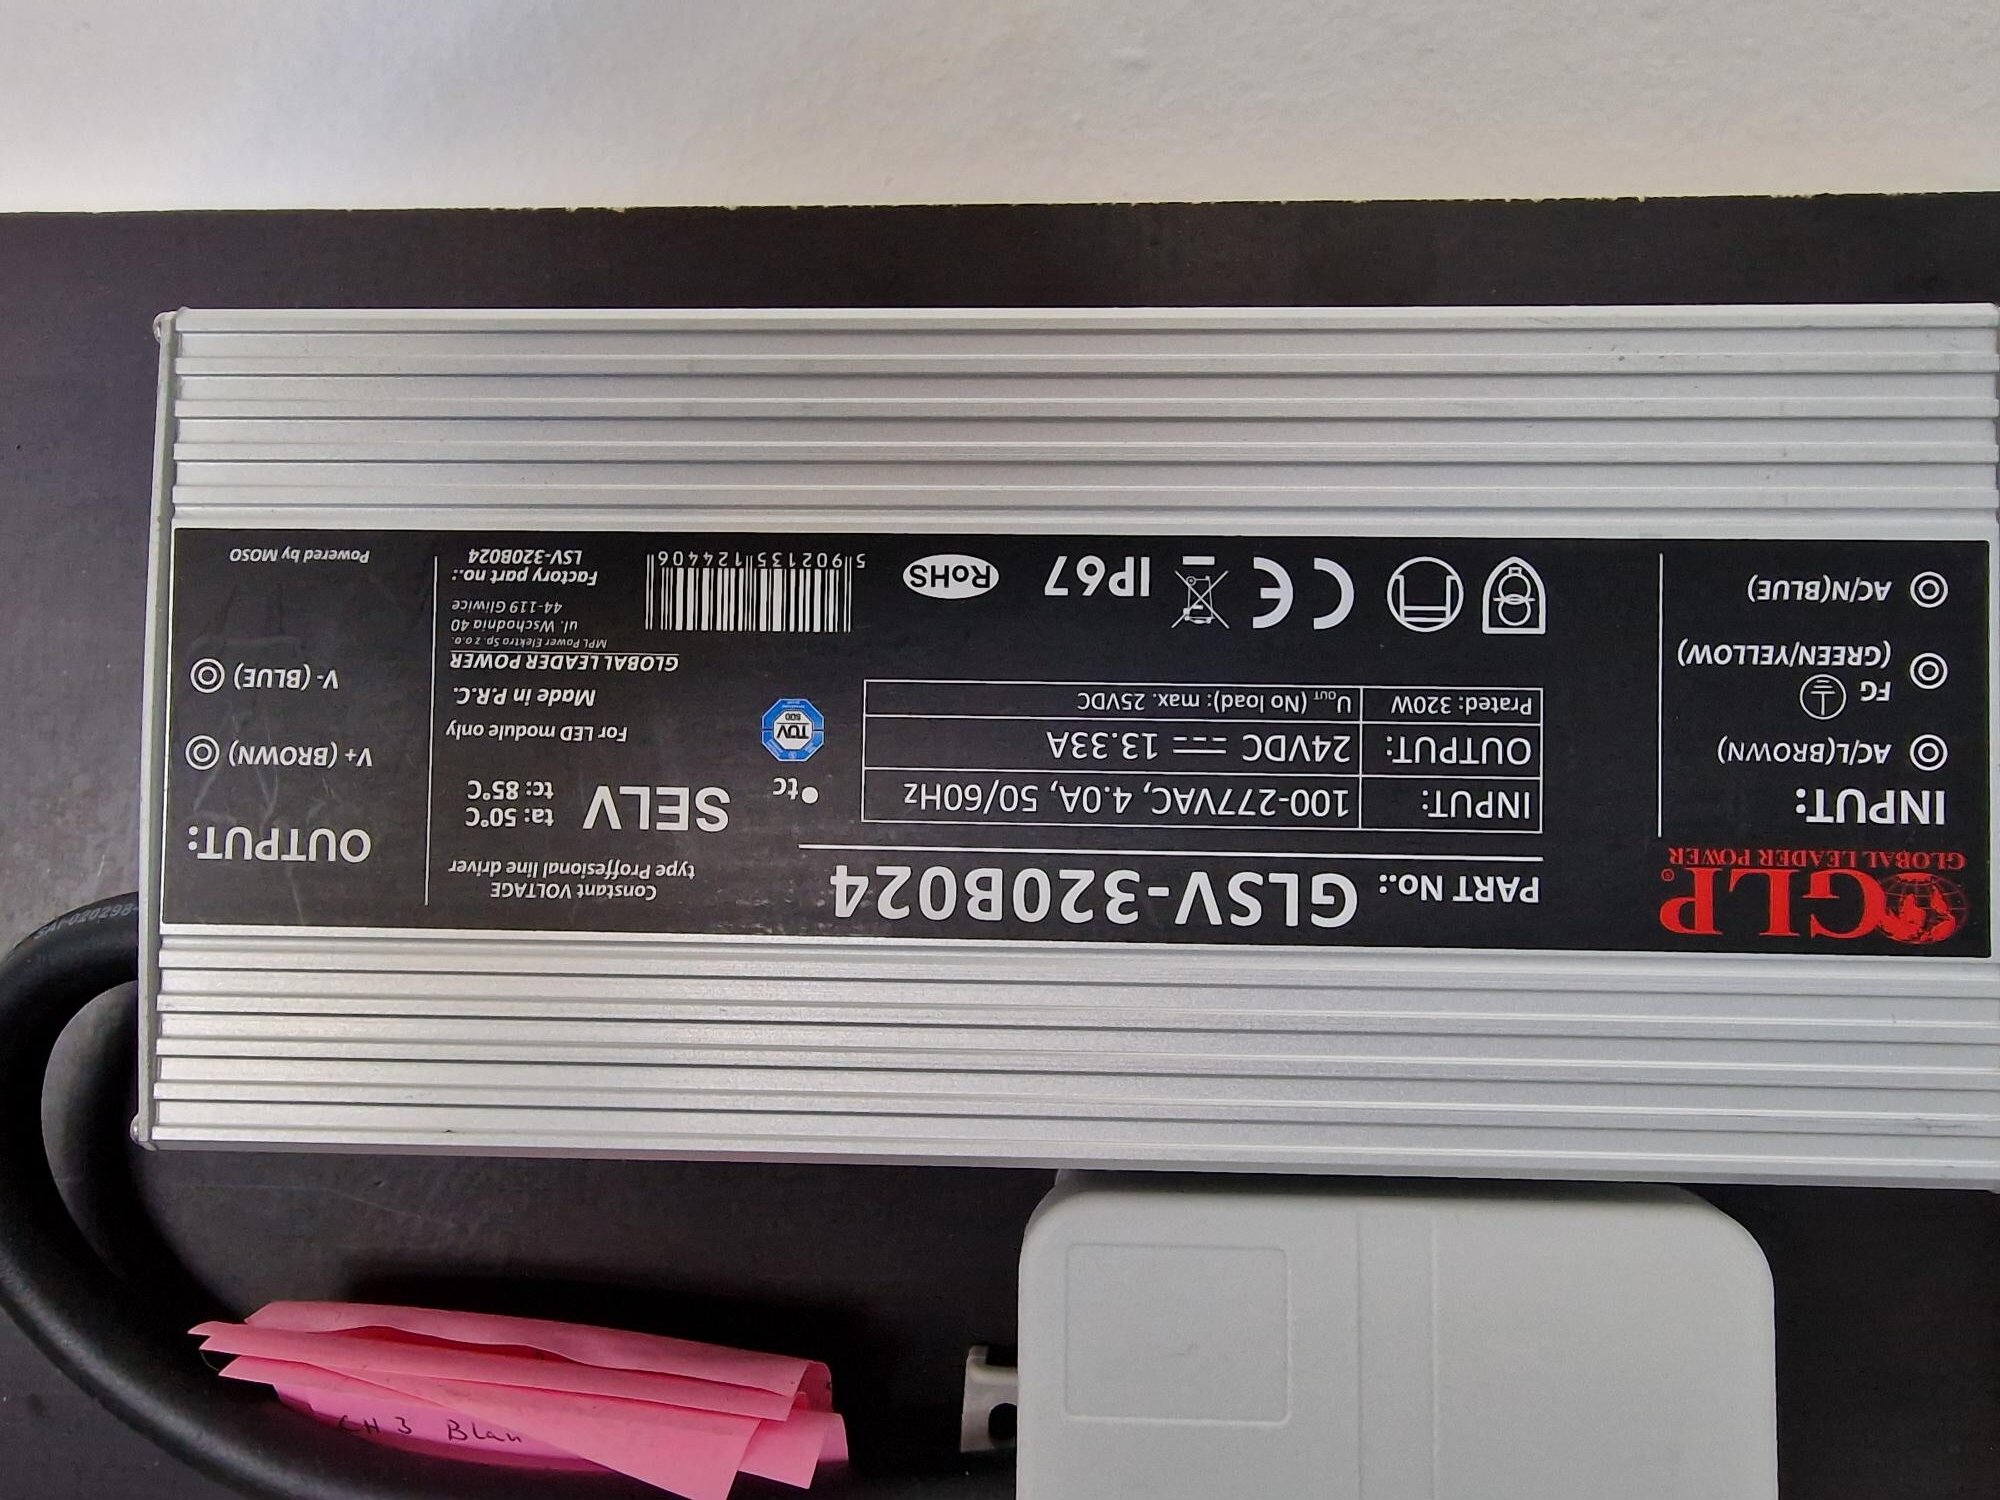 GLP®
GLOBAL LEADER POWER
INPUT:
AC/L(BROWN)
FG
(GREEN/YELLOW)
AC/N(BLUE)
PART No.: GLSV-320B024
INPUT: 100-277VAC, 4.0A, 50/60Hz
OUTPUT: 24VDC 13.33A
Prated: 320W Uout (No load): max. 25VDC
CE IP67 RoHS
5 902135 124406
Constant VOLTAGE
type Proffesional line driver
SELV
ta: 50°C
tc: 85°C
•tc
TÜV
SÜD
For LED module only
Made in P.R.C.
GLOBAL LEADER POWER
MPL Power Elektro Sp. z o.o.
ul. Wschodnia 40
44-119 Gliwice
Factory part no.:
LSV-320B024
OUTPUT:
V+ (BROWN)
V- (BLUE)
Powered by MOSO
SAI-020298-
CH 3 Blau